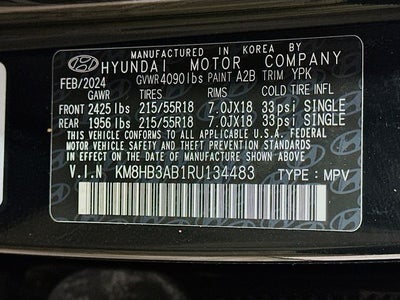 MANUFACTURED IN KOREA BY
HYUNDAI MOTOR COMPANY
FEB/2024 GVWR 4090lbs PAINT A2B TRIM YPK
GAWR TIRES RIMS COLD TIRE INFL
FRONT 2425 lbs 215/55R18 7.0JX18 33 psi SINGLE
REAR 1956 lbs 215/55R18 7.0JX18 33 psi SINGLE
THIS VEHICLE CONFORMS TO ALL APPLICABLE U.S.A. FEDERAL
MOTOR VEHICLE SAFETY, BUMPER, AND THEFT PREVENTION
STANDARDS IN EFFECT ON THE DATE OF MANUFACTURE SHOWN ABOVE.
V.I.N KM8HB3AB1RU134483 TYPE : MPV